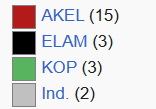 AKEL (15)
ELAM (3)
KOP (3)
Ind. (2)